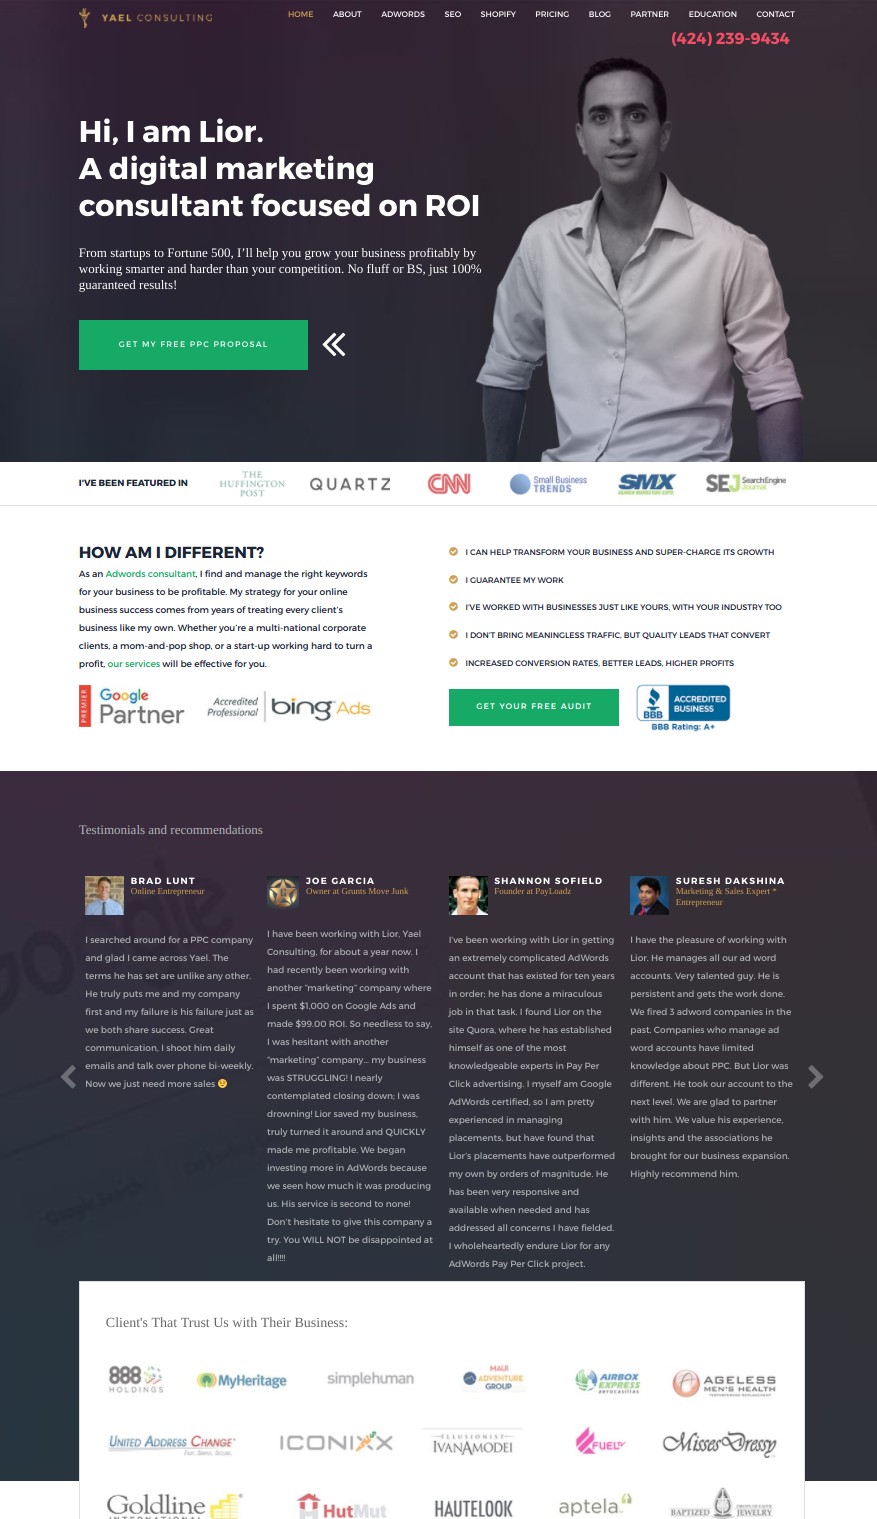 YAEL CONSULTING
HOME ABOUT ADWORDS SEO SHOPIFY PRICING BLOG PARTNER EDUCATION CONTACT
(424) 239-9434
Hi, I am Lior.
A digital marketing
consultant focused on ROI
From startups to Fortune 500, I'll help you grow your business profitably by
working smarter and harder than your competition. No fluff or BS, just 100%
guaranteed results!
GET MY FREE PPC PROPOSAL
I'VE BEEN FEATURED IN
THE
HUFFINGTON
POST
QUARTZ
CNN
Small Business
TRENDS
SMX
SEJ SearchEngine
Journal
HOW AM I DIFFERENT?
As an Adwords consultant, I find and manage the right keywords
for your business to be profitable. My strategy for your online
business success comes from years of treating every client's
business like my own. Whether you're a multi-national corporate
clients, a mom-and-pop shop, or a start-up working hard to turn a
profit, our services will be effective for you.
PREMIER
Google
Partner
Accredited
Professional
bing Ads
I CAN HELP TRANSFORM YOUR BUSINESS AND SUPER-CHARGE ITS GROWTH
I GUARANTEE MY WORK
I'VE WORKED WITH BUSINESSES JUST LIKE YOURS, WITH YOUR INDUSTRY TOO
I DON'T BRING MEANINGLESS TRAFFIC, BUT QUALITY LEADS THAT CONVERT
INCREASED CONVERSION RATES, BETTER LEADS, HIGHER PROFITS
GET YOUR FREE AUDIT
BBB
ACCREDITED
BUSINESS
BBB Rating: A+
Testimonials and recommendations
BRAD LUNT
Online Entrepreneur
I searched around for a PPC company
and glad I came across Yael. The
terms he has set are unlike any other.
He truly puts me and my company
first and my failure is his failure just as
we both share success. Great
communication, I shoot him daily
emails and talk over phone bi-weekly.
Now we just need more sales 😉
JOE GARCIA
Owner at Grunts Move Junk
I have been working with Lior, Yael
Consulting, for about a year now. I
had recently been working with
another "marketing" company where
I spent $1,000 on Google Ads and
made $99.00 ROI. So needless to say,
I was hesitant with another
"marketing" company... my business
was STRUGGLING! I nearly
contemplated closing down; I was
drowning! Lior saved my business,
truly turned it around and QUICKLY
made me profitable. We began
investing more in AdWords because
we seen how much it was producing
us. His service is second to none!
Don't hesitate to give this company a
try. You WILL NOT be disappointed at
all!!!!
SHANNON SOFIELD
Founder at PayLoadz
I've been working with Lior in getting
an extremely complicated AdWords
account that has existed for ten years
in order; he has done a miraculous
job in that task. I found Lior on the
site Quora, where he has established
himself as one of the most
knowledgeable experts in Pay Per
Click advertising. I myself am Google
AdWords certified, so I am pretty
experienced in managing
placements, but have found that
Lior's placements have outperformed
my own by orders of magnitude. He
has been very responsive and
available when needed and has
addressed all concerns I have fielded.
I wholeheartedly endure Lior for any
AdWords Pay Per Click project.
SURESH DAKSHINA
Marketing & Sales Expert *
Entrepreneur
I have the pleasure of working with
Lior. He manages all our ad word
accounts. Very talented guy. He is
persistent and gets the work done.
We fired 3 adword companies in the
past. Companies who manage ad
word accounts have limited
knowledge about PPC. But Lior was
different. He took our account to the
next level. We are glad to partner
with him. We value his experience,
insights and the associations he
brought for our business expansion.
Highly recommend him.
Client's That Trust Us with Their Business:
888
HOLDINGS
MyHeritage
simplehuman
MAUI
ADVENTURE
GROUP
AIRBOX
EXPRESS
aerocasillas
AGELESS
MEN'S HEALTH
UNITED ADDRESS CHANGE
Fast. Simple. Secure.
ICONIXX
ILLUSIONIST
IVAN AMODEI
FUEL TV
MissesDressy
Goldline
INTERNATIONAL
HutMut
HAUTELOOK
aptela
BAPTIZED
JEWELRY